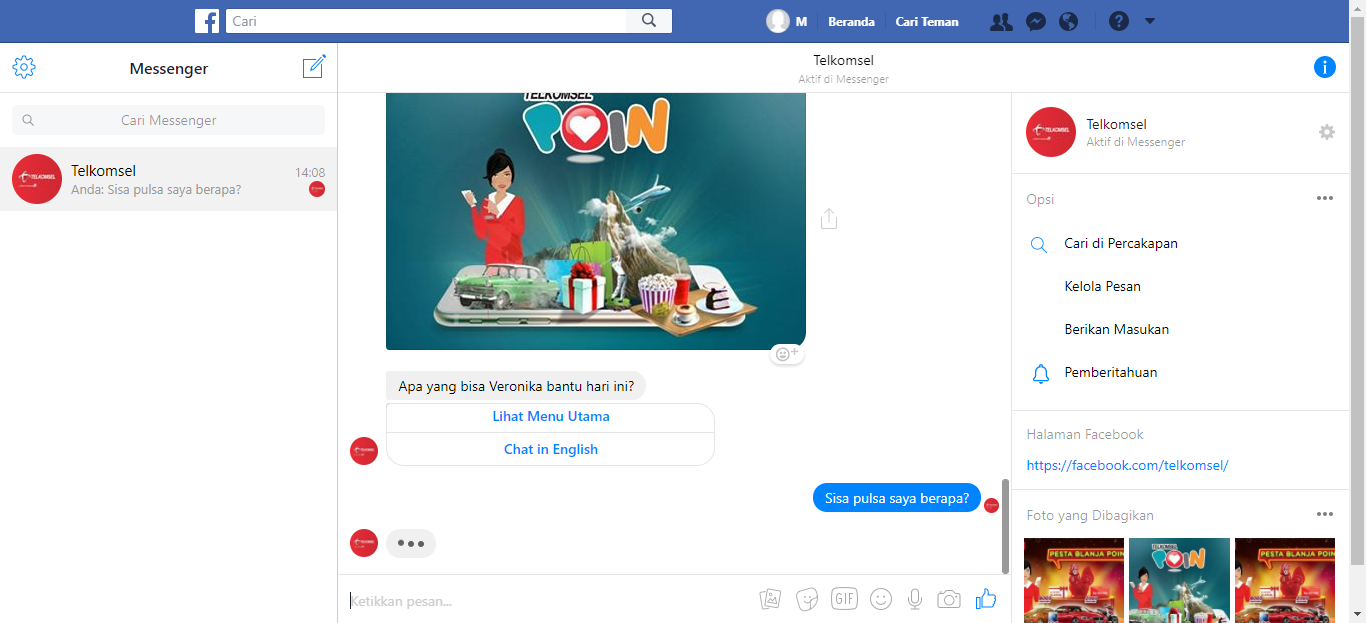 Cari
M
Beranda
Cari Teman
Messenger
Cari Messenger
Telkomsel
14:08
Anda: Sisa pulsa saya berapa?
Telkomsel
Aktif di Messenger
TELKOMSEL
POIN
Apa yang bisa Veronika bantu hari ini?
Lihat Menu Utama
Chat in English
Sisa pulsa saya berapa?
Ketikkan pesan...
GIF
TELKOMSEL
Telkomsel
Aktif di Messenger
Opsi
Cari di Percakapan
Kelola Pesan
Berikan Masukan
Pemberitahuan
Halaman Facebook
https://facebook.com/telkomsel/
Foto yang Dibagikan
PESTA BLANJA POIN
TELKOMSEL
POIN
PESTA BLANJA POIN